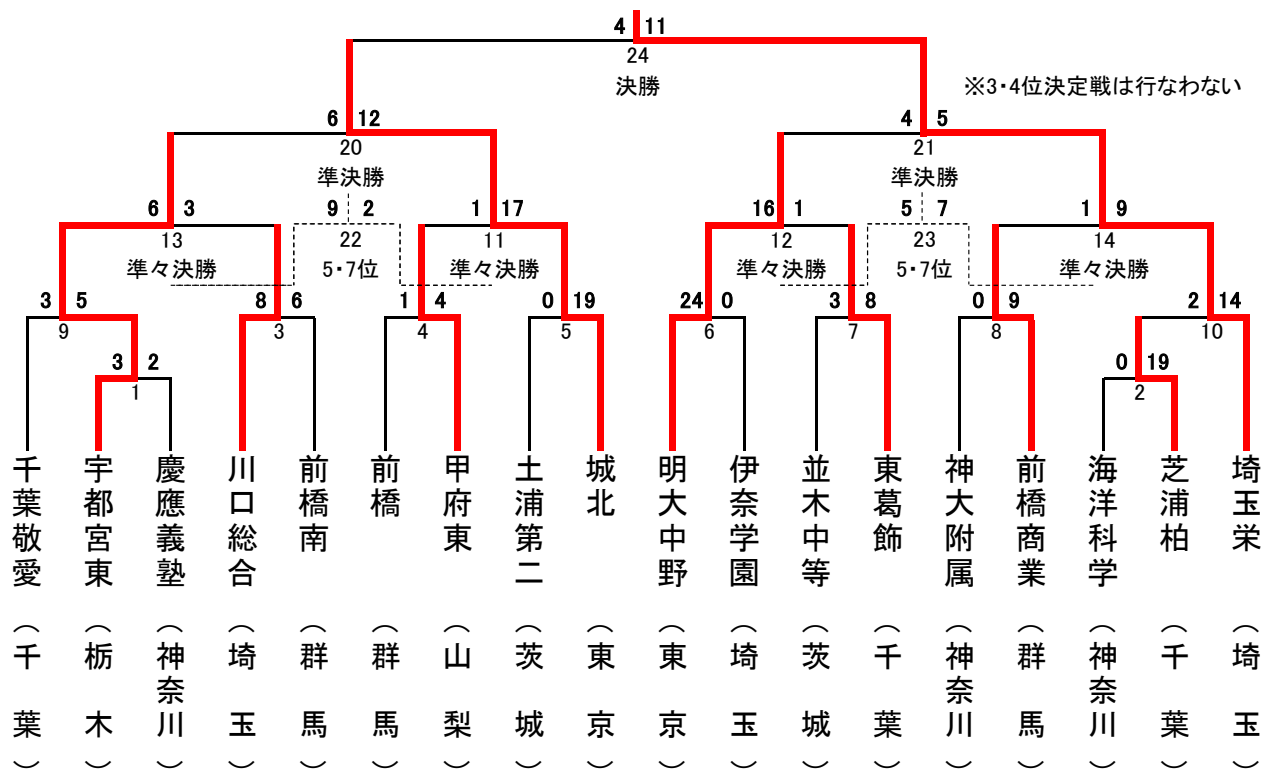 4 11
24
決勝
※3・4位決定戦は行なわない
6 12
20
準決勝
4 5
21
準決勝
6 3
13
準々決勝
9 2
22
5・7位
1 17
11
準々決勝
16 1
12
準々決勝
5 7
23
5・7位
1 9
14
準々決勝
3 5
9
8 6
3
1 4
4
0 19
5
24 0
6
3 8
7
0 9
8
2 14
10
3 2
1
0 19
2
千葉敬愛（千葉）
宇都宮東（栃木）
慶應義塾（神奈川）
川口総合（埼玉）
前橋南（群馬）
前橋（群馬）
甲府東（山梨）
土浦第二（茨城）
城北（東京）
明大中野（東京）
伊奈学園（埼玉）
並木中等（茨城）
東葛飾（千葉）
神大附属（神奈川）
前橋商業（群馬）
海洋科学（神奈川）
芝浦柏（千葉）
埼玉栄（埼玉）